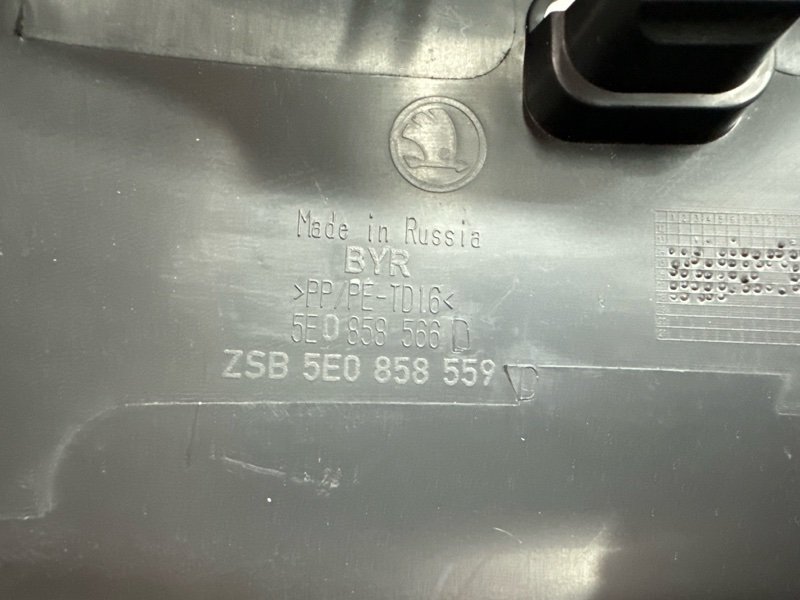 Made in Russia
BYR
>PP/PE-TD16<
5E0 858 566 D
ZSB 5E0 858 559 D